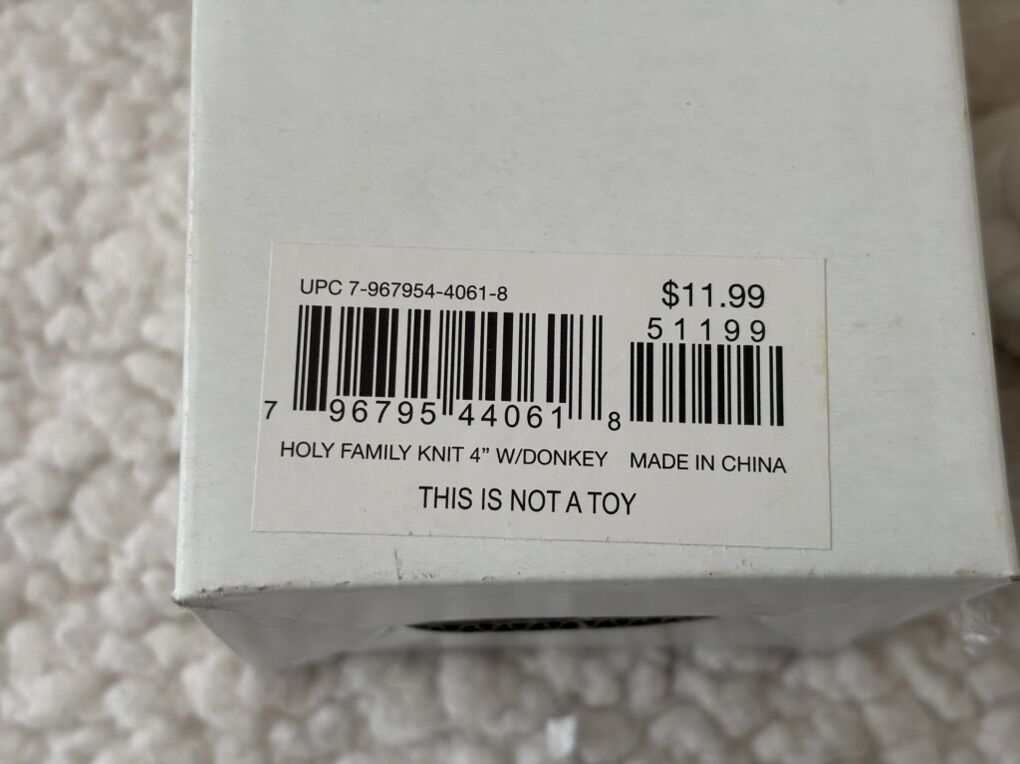 UPC 7-967954-4061-8
$11.99
51199
7 96795 44061 8
HOLY FAMILY KNIT 4” W/DONKEY MADE IN CHINA
THIS IS NOT A TOY